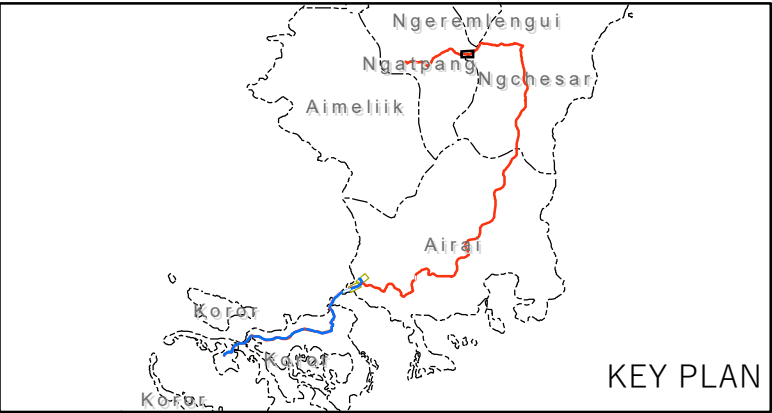 Ngeremlengui
Ngatpang
Ngchesar
Aimeliik
Airai
Koror
Koror
KEY PLAN
Koror